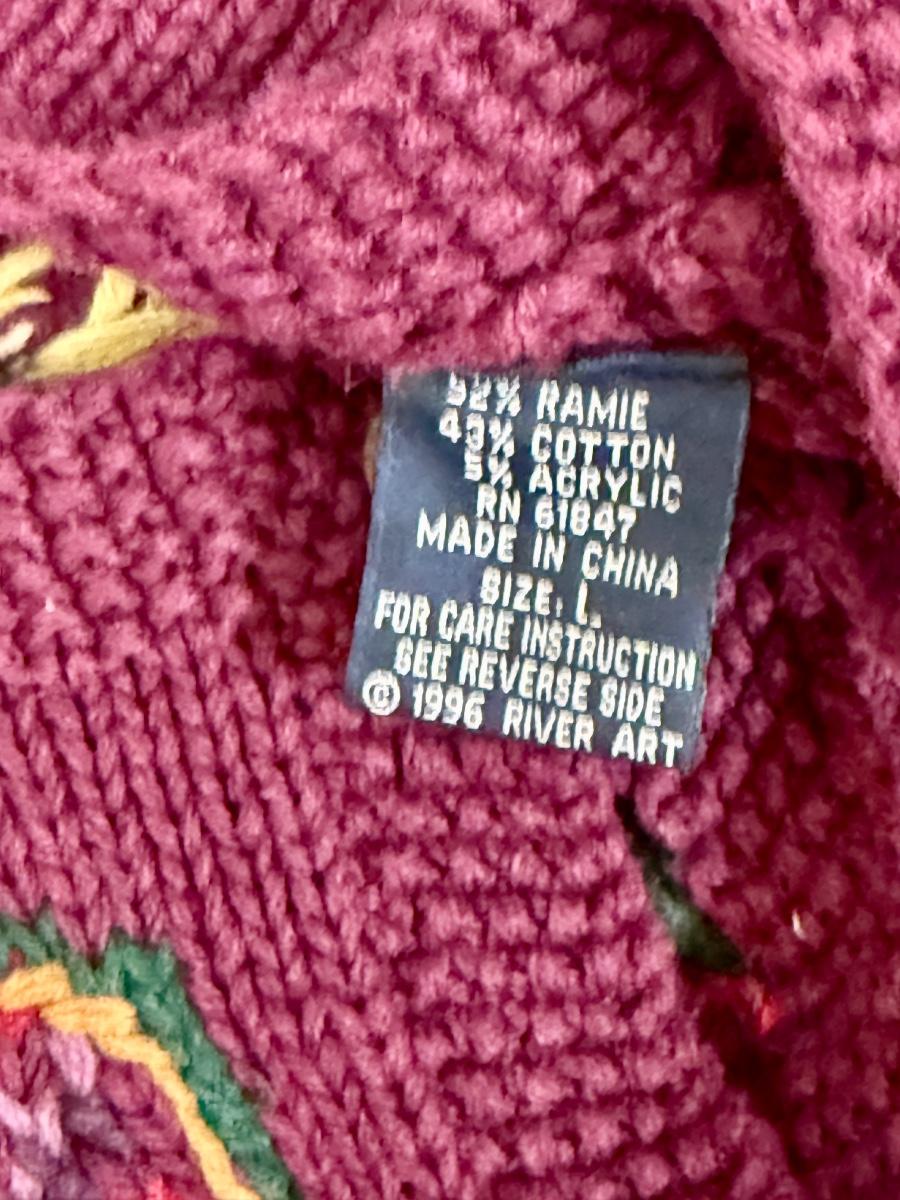 52% RAMIE
43% COTTON
5% ACRYLIC
RN 61847
MADE IN CHINA
SIZE: L
FOR CARE INSTRUCTION
SEE REVERSE SIDE
© 1996 RIVER ART